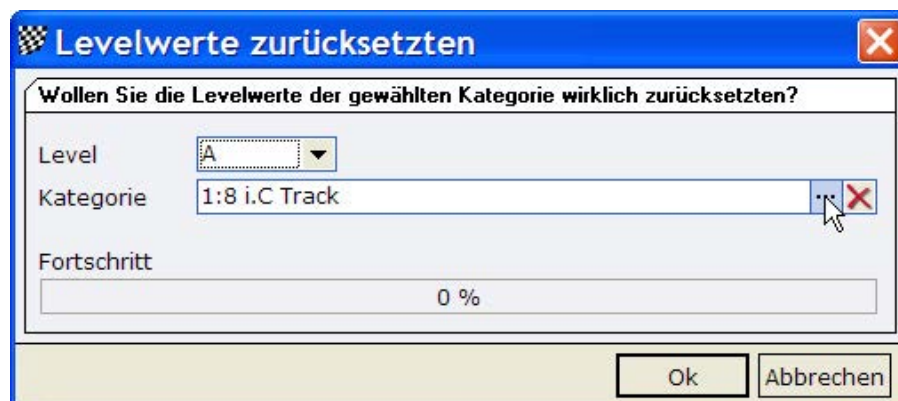 Levelwerte zurücksetzten
Wollen Sie die Levelwerte der gewählten Kategorie wirklich zurücksetzten?
Level A
Kategorie 1:8 i.C Track ...
Fortschritt
0 %
Ok Abbrechen